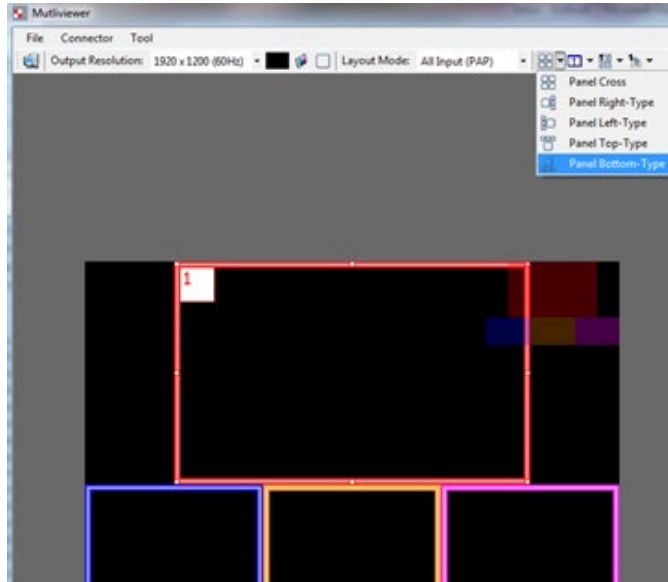 Mutliviewer
File Connector Tool
Output Resolution: 1920 x 1200 (60Hz) Layout Mode: All Input (PAP)
Panel Cross
Panel Right-Type
Panel Left-Type
Panel Top-Type
Panel Bottom-Type
1